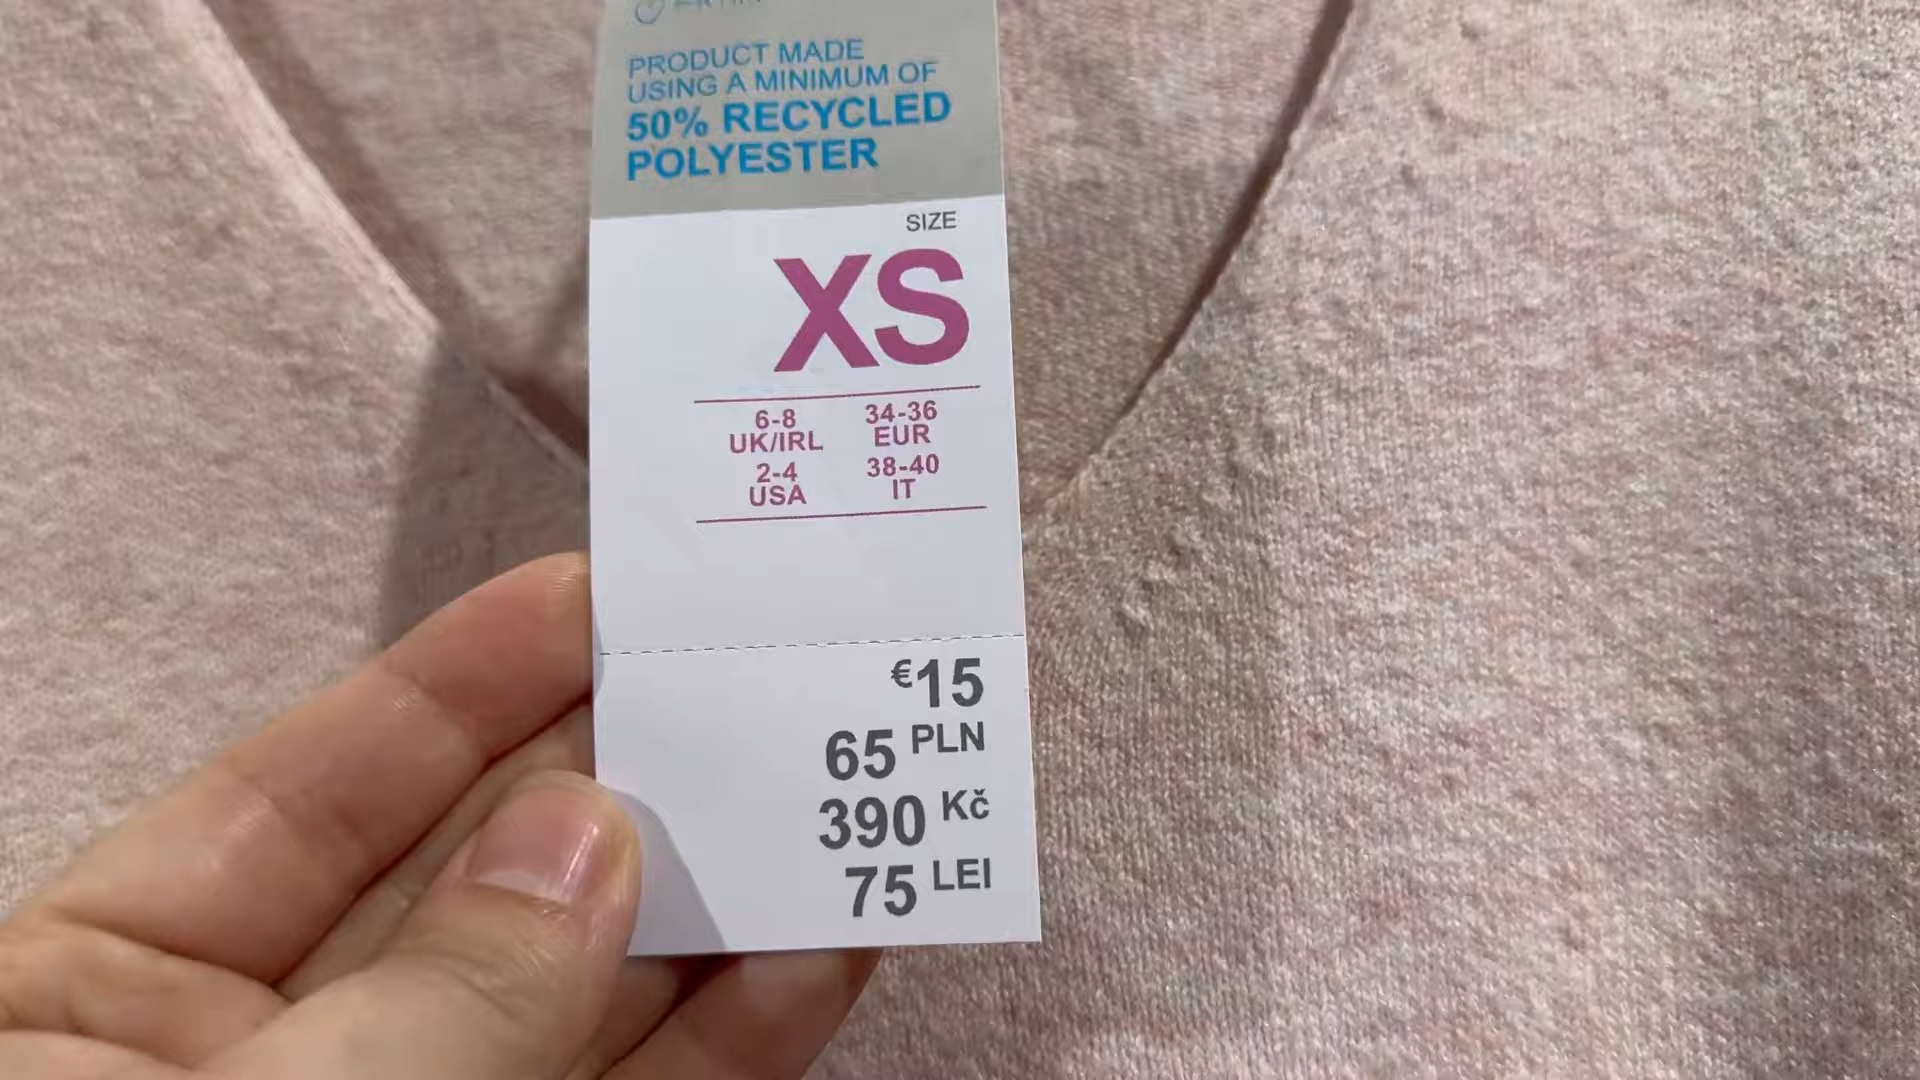 PRODUCT MADE
USING A MINIMUM OF
50% RECYCLED
POLYESTER
SIZE
XS
6-8 34-36
UK/IRL EUR
2-4 38-40
USA IT
€15
65 PLN
390 Kč
75 LEI